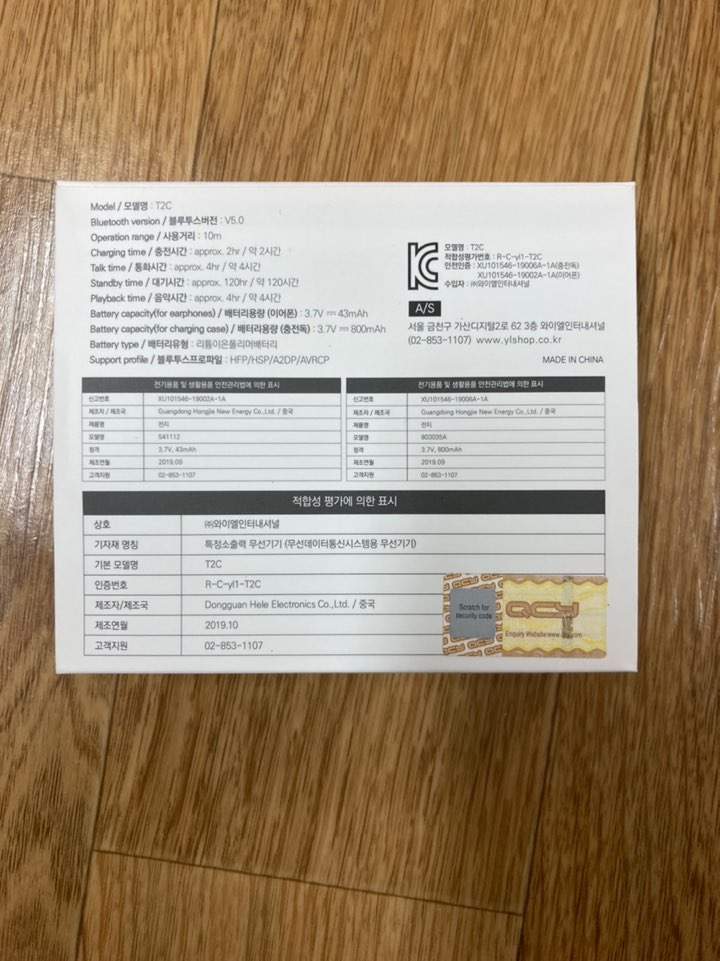 Model / 모델명 : T2C
Bluetooth version / 블루투스버전 : V5.0
Operation range / 사용거리 : 10m
Charging time / 충전시간 : approx. 2hr / 약 2시간
Talk time / 통화시간 : approx. 4hr / 약 4시간
Standby time / 대기시간 : approx. 120hr / 약 120시간
Playback time / 음악시간 : approx. 4hr / 약 4시간
Battery capacity(for earphones) / 배터리용량 (이어폰) : 3.7V ⎓ 43mAh
Battery capacity(for charging case) / 배터리용량 (충전독) : 3.7V ⎓ 800mAh
Battery type / 배터리유형 : 리튬이온폴리머배터리
Support profile / 블루투스프로파일 : HFP/HSP/A2DP/AVRCP
모델명 : T2C
적합성평가번호 : R-C-yl1-T2C
안전인증 : XU101546-19006A-1A(충전독)
XU101546-19002A-1A(이어폰)
수입자 : ㈜와이엘인터내셔널
A/S
서울 금천구 가산디지털2로 62 3층 와이엘인터내셔널
(02-853-1107) www.ylshop.co.kr
MADE IN CHINA
전기용품 및 생활용품 안전관리법에 의한 표시
신고번호 XU101546-19002A-1A
제조자 / 제조국 Guangdong Hongjie New Energy Co.,Ltd. / 중국
제품명 전지
모델명 541112
정격 3.7V, 43mAh
제조연월 2019.09
고객지원 02-853-1107
전기용품 및 생활용품 안전관리법에 의한 표시
신고번호 XU101546-19006A-1A
제조자 / 제조국 Guangdong Hongjie New Energy Co.,Ltd. / 중국
제품명 전지
모델명 803035A
정격 3.7V, 800mAh
제조연월 2019.09
고객지원 02-853-1107
적합성 평가에 의한 표시
상호 ㈜와이엘인터내셔널
기자재 명칭 특정소출력 무선기기 (무선데이터통신시스템용 무선기기)
기본 모델명 T2C
인증번호 R-C-yl1-T2C
제조자/제조국 Dongguan Hele Electronics Co.,Ltd. / 중국
제조연월 2019.10
고객지원 02-853-1107
Scratch for
security code
QCY
Enquiry Website:www.qcy.com